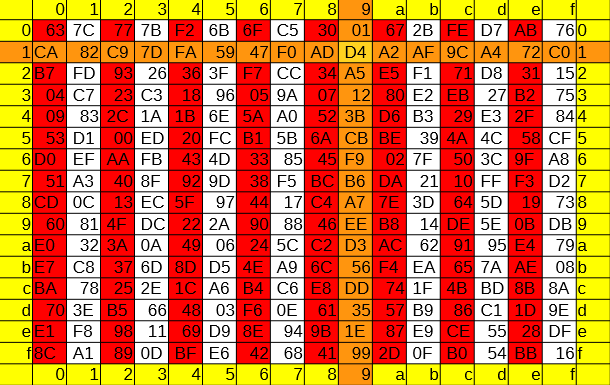 0 1 2 3 4 5 6 7 8 9 a b c d e f
0 63 7C 77 7B F2 6B 6F C5 30 01 67 2B FE D7 AB 76 0
1 CA 82 C9 7D FA 59 47 F0 AD D4 A2 AF 9C A4 72 C0 1
2 B7 FD 93 26 36 3F F7 CC 34 A5 E5 F1 71 D8 31 15 2
3 04 C7 23 C3 18 96 05 9A 07 12 80 E2 EB 27 B2 75 3
4 09 83 2C 1A 1B 6E 5A A0 52 3B D6 B3 29 E3 2F 84 4
5 53 D1 00 ED 20 FC B1 5B 6A CB BE 39 4A 4C 58 CF 5
6 D0 EF AA FB 43 4D 33 85 45 F9 02 7F 50 3C 9F A8 6
7 51 A3 40 8F 92 9D 38 F5 BC B6 DA 21 10 FF F3 D2 7
8 CD 0C 13 EC 5F 97 44 17 C4 A7 7E 3D 64 5D 19 73 8
9 60 81 4F DC 22 2A 90 88 46 EE B8 14 DE 5E 0B DB 9
a E0 32 3A 0A 49 06 24 5C C2 D3 AC 62 91 95 E4 79 a
b E7 C8 37 6D 8D D5 4E A9 6C 56 F4 EA 65 7A AE 08 b
c BA 78 25 2E 1C A6 B4 C6 E8 DD 74 1F 4B BD 8B 8A c
d 70 3E B5 66 48 03 F6 0E 61 35 57 B9 86 C1 1D 9E d
e E1 F8 98 11 69 D9 8E 94 9B 1E 87 E9 CE 55 28 DF e
f 8C A1 89 0D BF E6 42 68 41 99 2D 0F B0 54 BB 16 f
0 1 2 3 4 5 6 7 8 9 a b c d e f